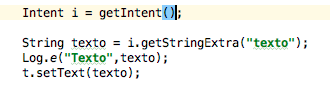 Intent i = getIntent();
String texto = i.getStringExtra("texto");
Log.e("Texto",texto);
t.setText(texto);